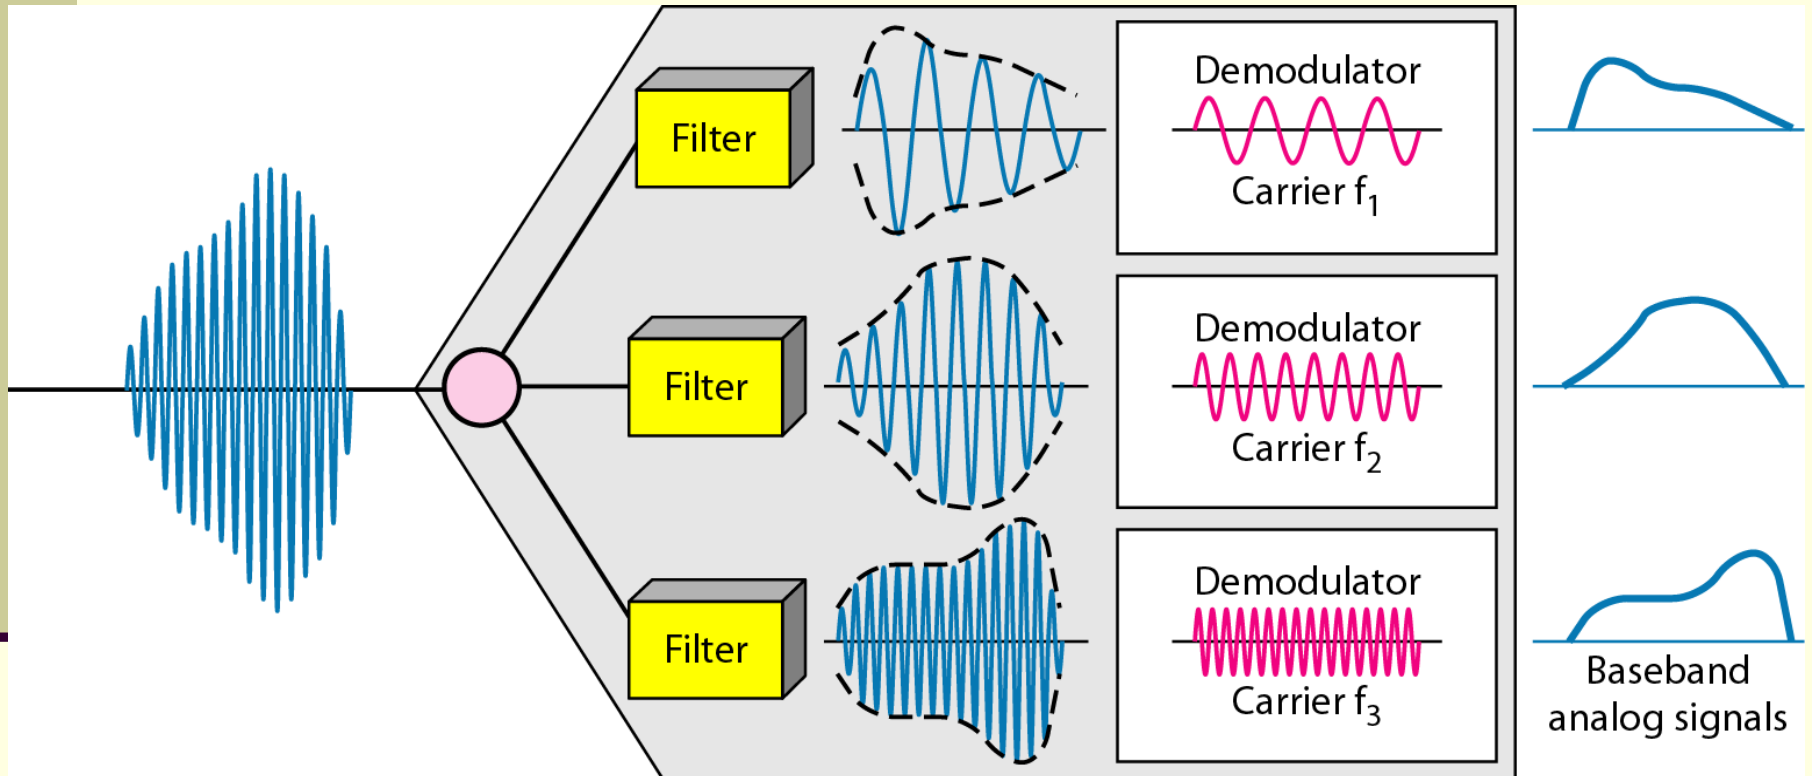 Filter
Demodulator
Carrier f₁
Filter
Demodulator
Carrier f₂
Filter
Demodulator
Carrier f₃
Baseband
analog signals